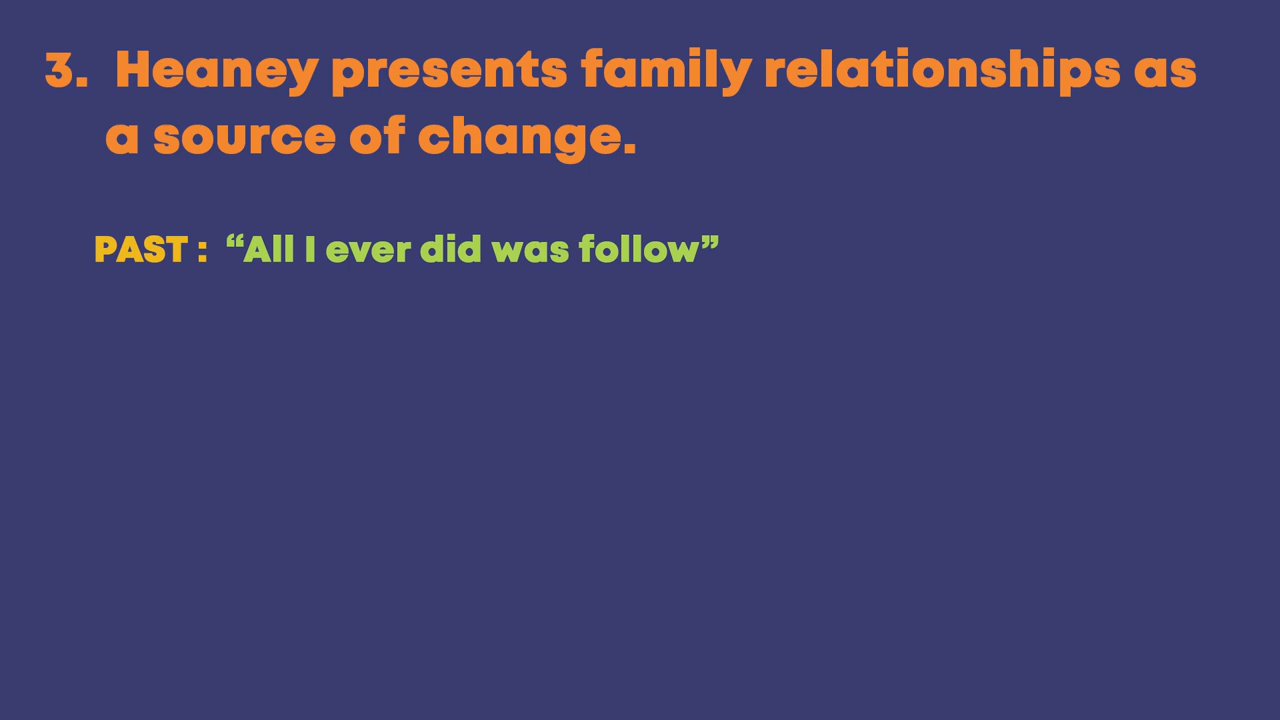 3. Heaney presents family relationships as
a source of change.
PAST : “All I ever did was follow”